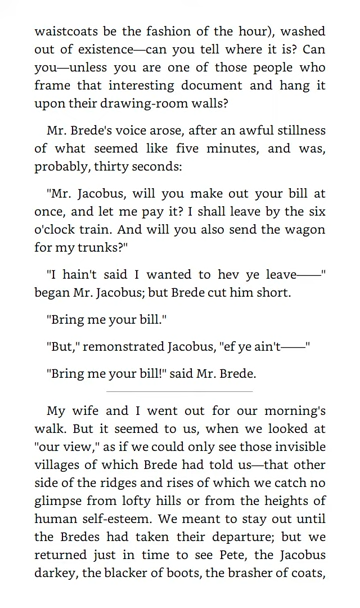 waistcoats be the fashion of the hour), washed
out of existence—can you tell where it is? Can
you—unless you are one of those people who
frame that interesting document and hang it
upon their drawing-room walls?
Mr. Brede's voice arose, after an awful stillness
of what seemed like five minutes, and was,
probably, thirty seconds:
"Mr. Jacobus, will you make out your bill at
once, and let me pay it? I shall leave by the six
o'clock train. And will you also send the wagon
for my trunks?"
"I hain't said I wanted to hev ye leave——"
began Mr. Jacobus; but Brede cut him short.
"Bring me your bill."
"But," remonstrated Jacobus, "ef ye ain't——"
"Bring me your bill!" said Mr. Brede.
My wife and I went out for our morning's
walk. But it seemed to us, when we looked at
"our view," as if we could only see those invisible
villages of which Brede had told us—that other
side of the ridges and rises of which we catch no
glimpse from lofty hills or from the heights of
human self-esteem. We meant to stay out until
the Bredes had taken their departure; but we
returned just in time to see Pete, the Jacobus
darkey, the blacker of boots, the brasher of coats,